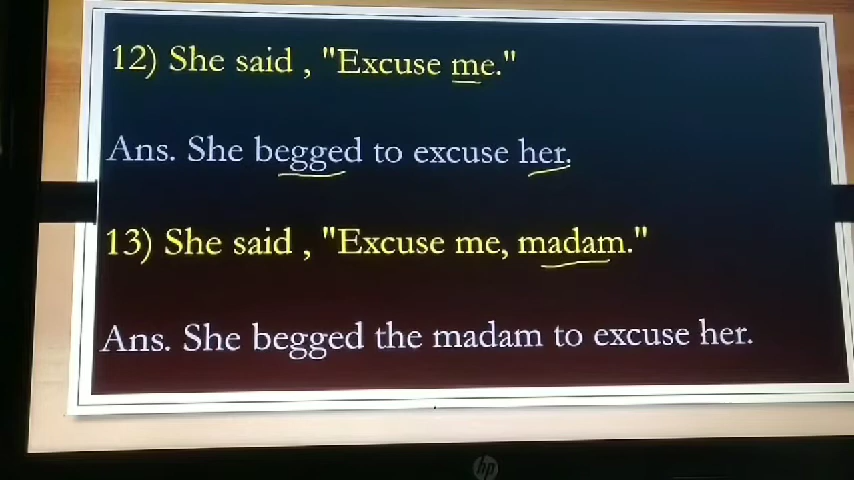 12) She said , "Excuse me."
Ans. She begged to excuse her.
13) She said , "Excuse me, madam."
Ans. She begged the madam to excuse her.
hp